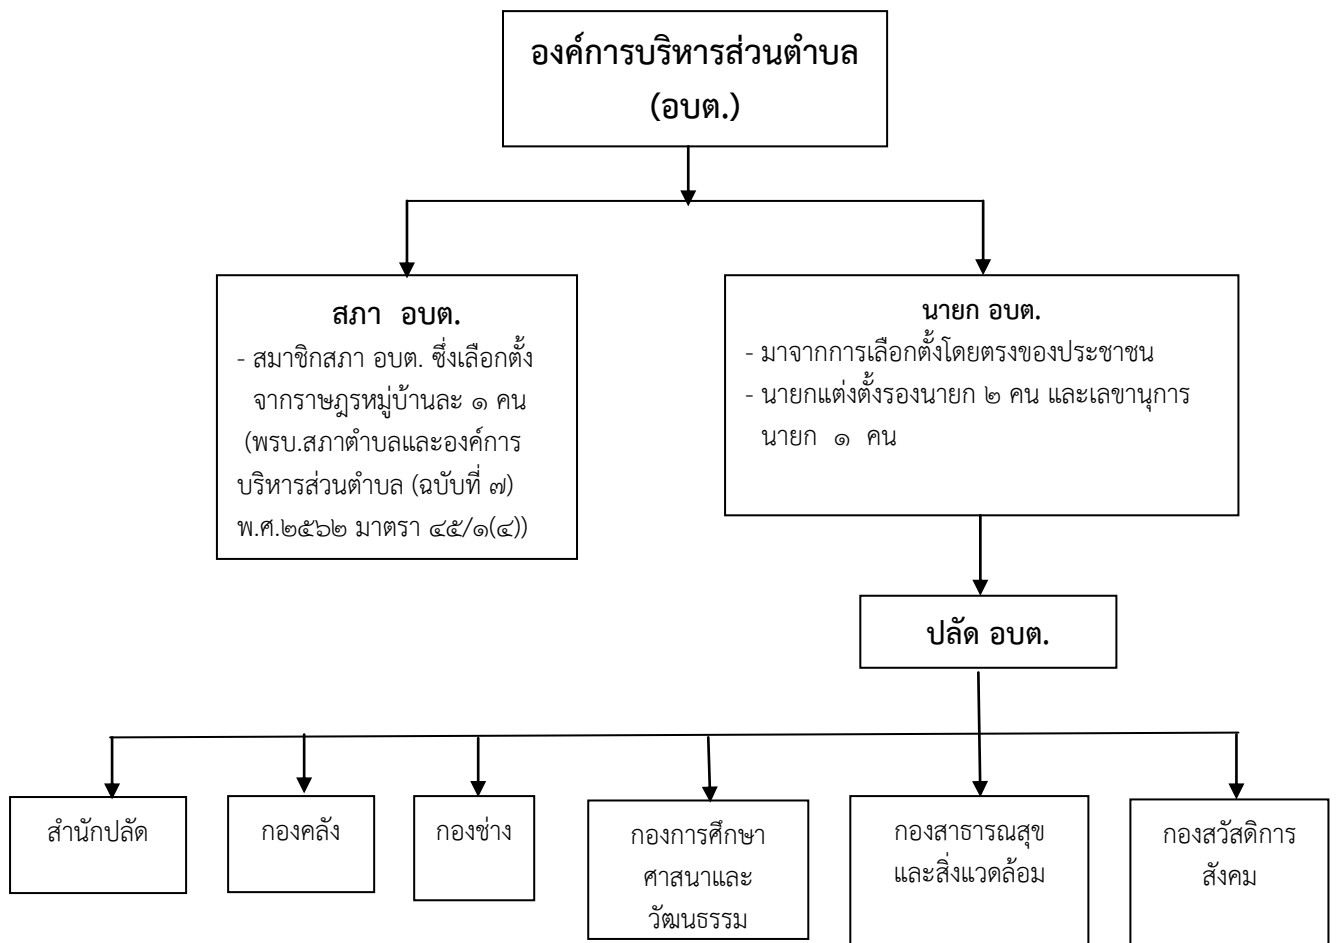 องค์การบริหารส่วนตำบล
(อบต.)
สภา อบต.
- สมาชิกสภา อบต. ซึ่งเลือกตั้ง
จากราษฎรหมู่บ้านละ ๑ คน
(พรบ.สภาตำบลและองค์การ
บริหารส่วนตำบล (ฉบับที่ ๗)
พ.ศ.๒๕๖๒ มาตรา ๔๕/๑(๔))
นายก อบต.
- มาจากการเลือกตั้งโดยตรงของประชาชน
- นายกแต่งตั้งรองนายก ๒ คน และเลขานุการ
นายก ๑ คน
ปลัด อบต.
สำนักปลัด
กองคลัง
กองช่าง
กองการศึกษา
ศาสนาและ
วัฒนธรรม
กองสาธารณสุข
และสิ่งแวดล้อม
กองสวัสดิการ
สังคม